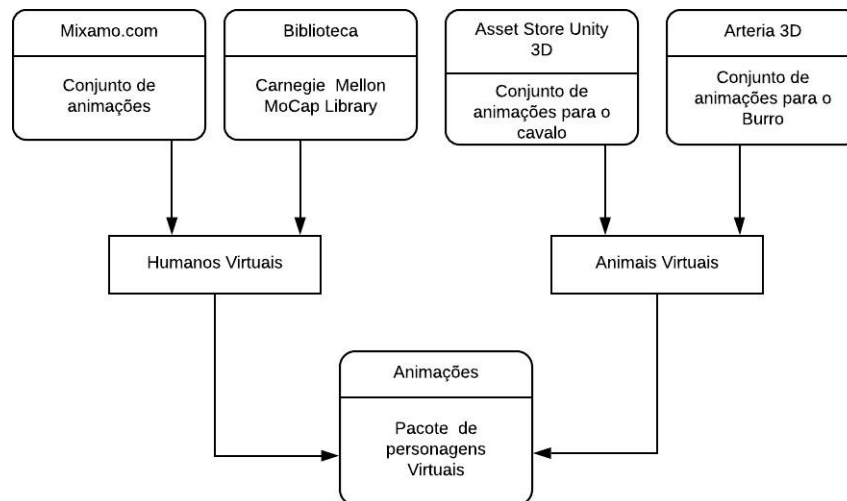 Mixamo.com
Conjunto de
animações
Biblioteca
Carnegie Mellon
MoCap Library
Asset Store Unity
3D
Conjunto de
animações para o
cavalo
Arteria 3D
Conjunto de
animações para o
Burro
Humanos Virtuais
Animais Virtuais
Animações
Pacote de
personagens
Virtuais